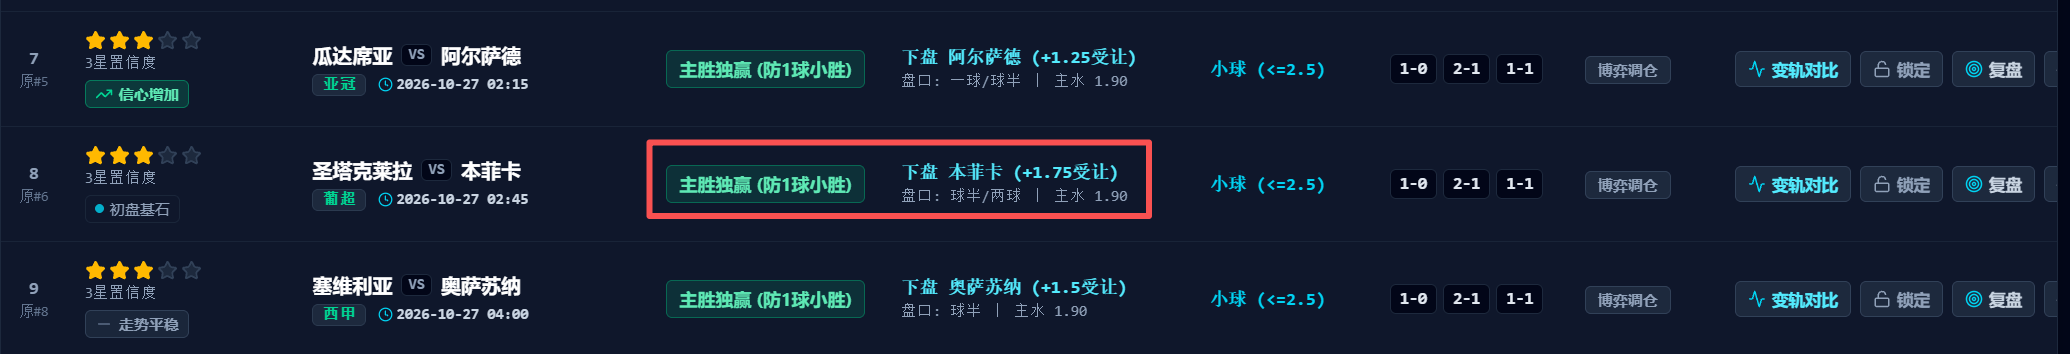 7
原#5
3星置信度
信心增加
瓜达席亚 VS 阿尔萨德
亚冠 2026-10-27 02:15
主胜独赢 (防1球小胜)
下盘 阿尔萨德 (+1.25受让)
盘口: 一球/球半 | 主水 1.90
小球 (<=2.5)
1-0 2-1 1-1
博弈调仓
变轨对比 锁定 复盘
8
原#6
3星置信度
初盘基石
圣塔克莱拉 VS 本菲卡
葡超 2026-10-27 02:45
主胜独赢 (防1球小胜)
下盘 本菲卡 (+1.75受让)
盘口: 球半/两球 | 主水 1.90
小球 (<=2.5)
1-0 2-1 1-1
博弈调仓
变轨对比 锁定 复盘
9
原#8
3星置信度
走势平稳
塞维利亚 VS 奥萨苏纳
西甲 2026-10-27 04:00
主胜独赢 (防1球小胜)
下盘 奥萨苏纳 (+1.5受让)
盘口: 球半 | 主水 1.90
小球 (<=2.5)
1-0 2-1 1-1
博弈调仓
变轨对比 锁定 复盘